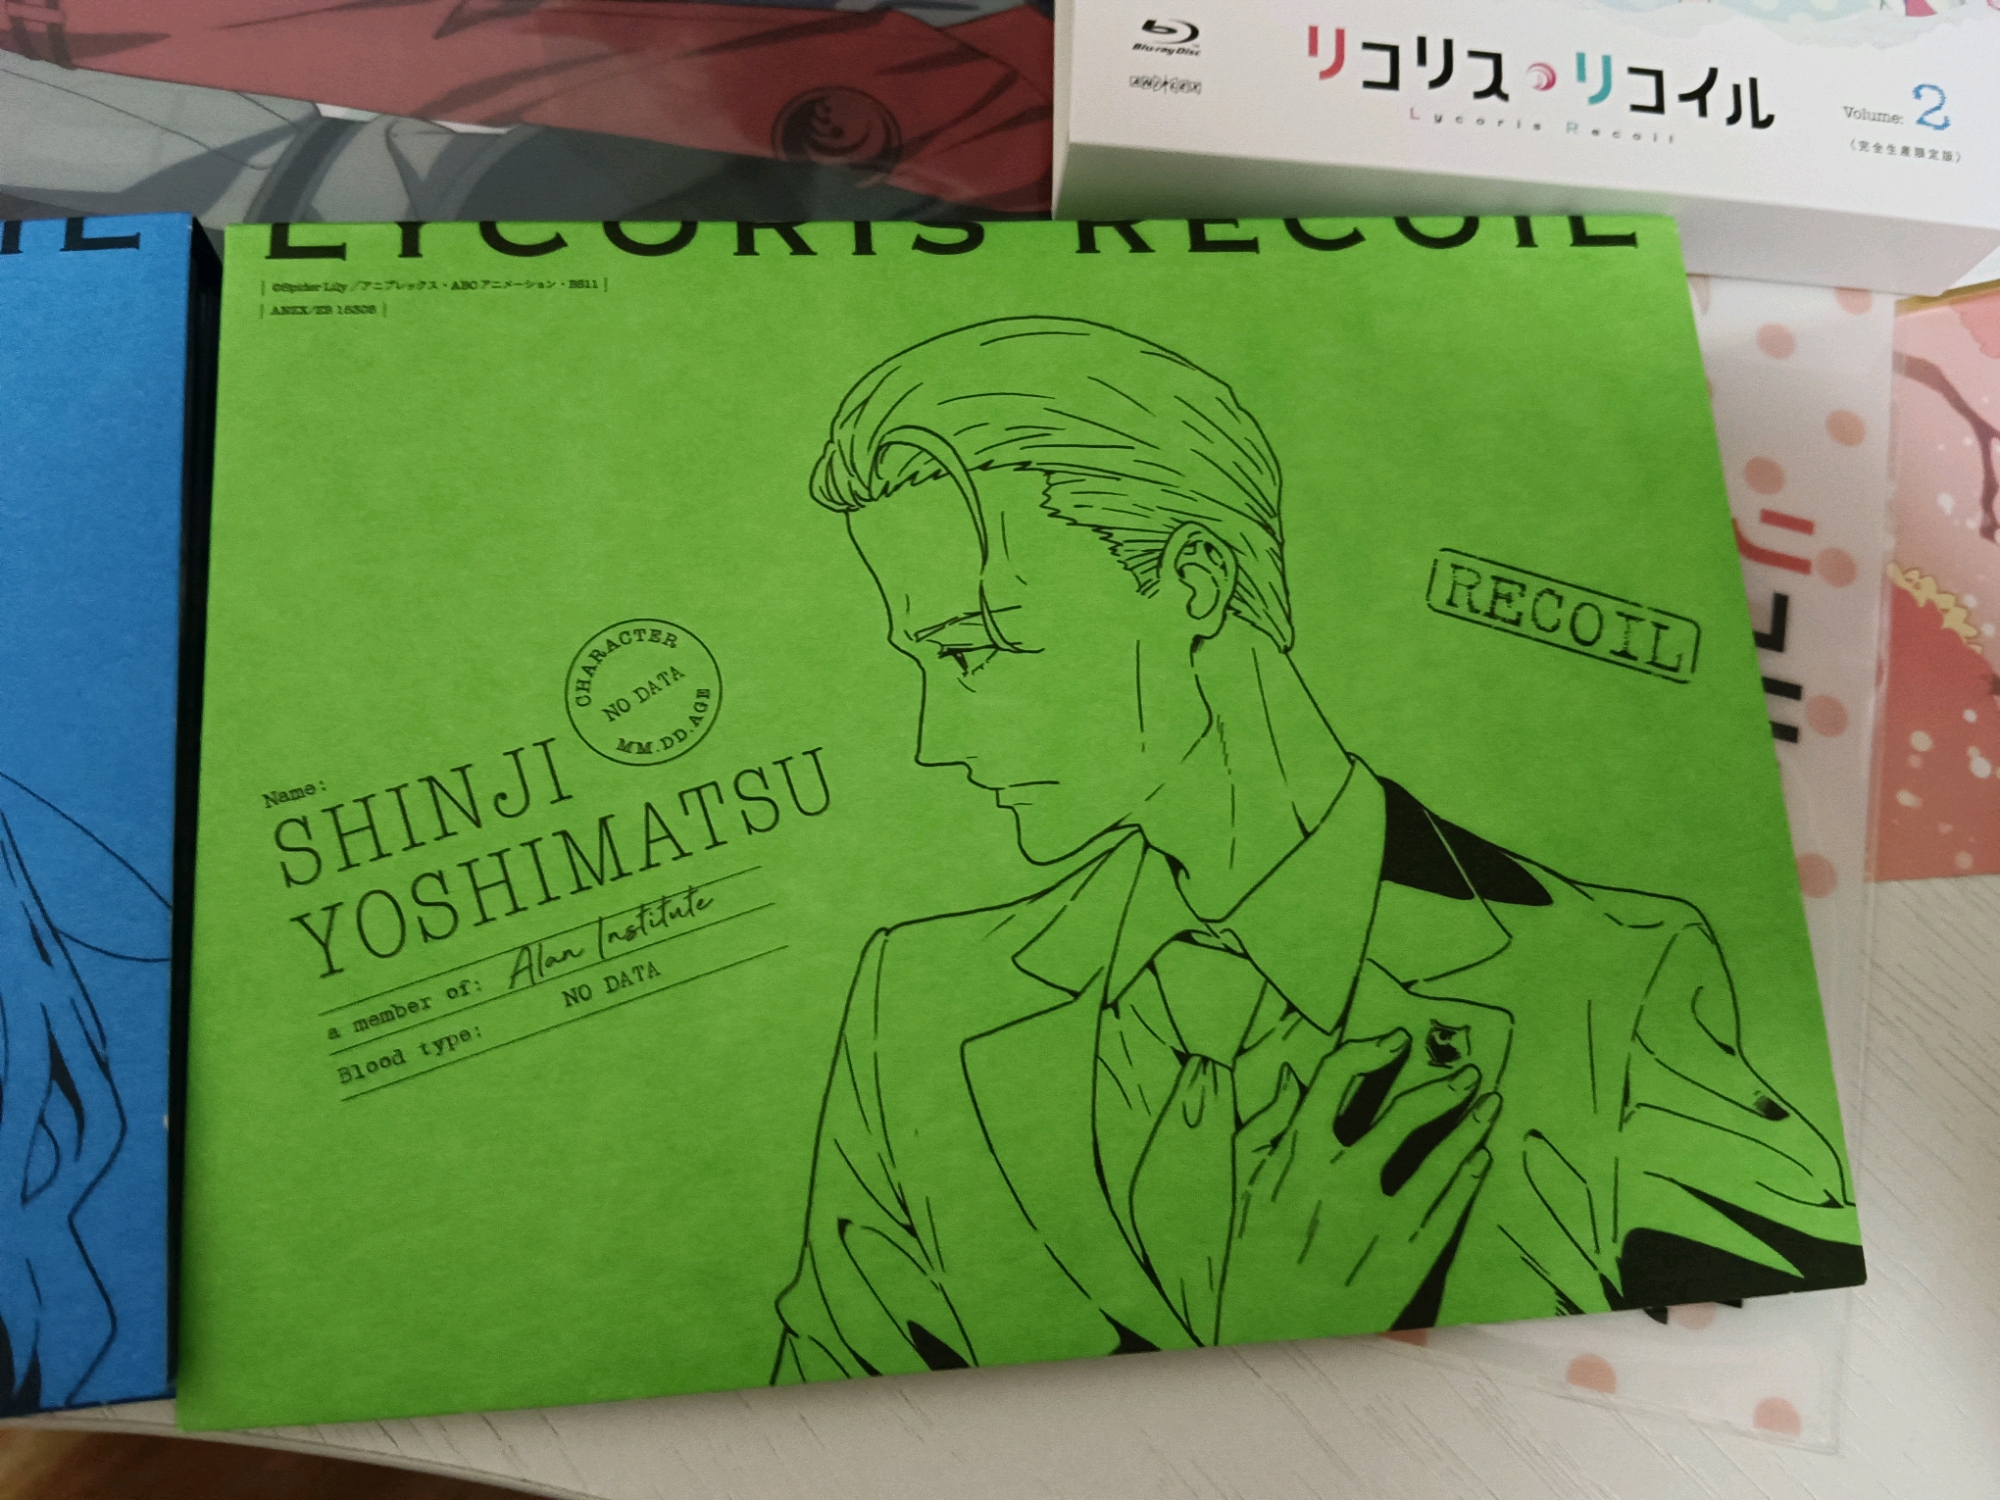 Blu-ray Disc
リコリス・リコイル
Lycoris Recoil
Volume: 2
〈完全生産限定版〉
IL
LYCORIS RECOIL
©Spider Lily／アニプレックス・ABCアニメーション・BS11
RECOIL
CHARACTER
NO DATA
MM.DD.AGE
Name:
SHINJI
YOSHIMATSU
a member of: Alan Institute
Blood type: NO DATA